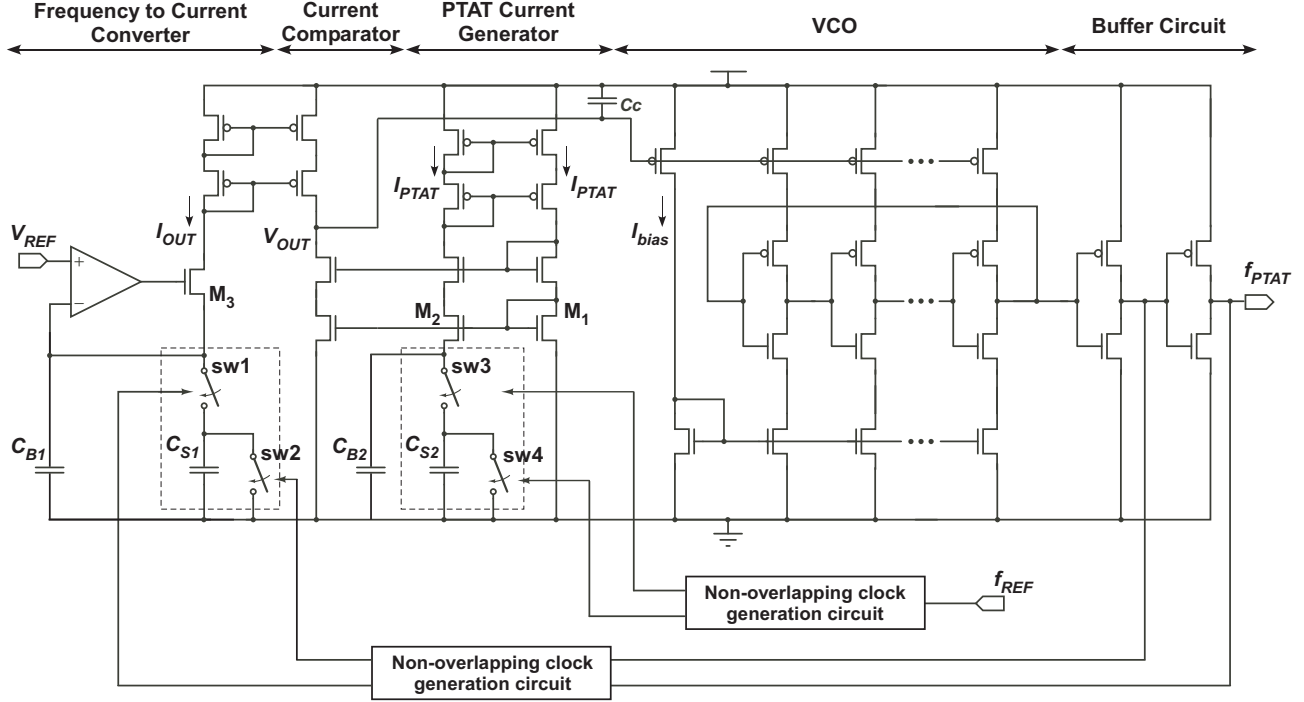 Frequency to Current
Converter
Current
Comparator
PTAT Current
Generator
VCO
Buffer Circuit
Cc
IPTAT
IPTAT
IOUT
VOUT
Ibias
VREF
+
−
M3
M2
M1
fPTAT
sw1
sw3
CB1
CS1
sw2
CB2
CS2
sw4
Non-overlapping clock
generation circuit
fREF
Non-overlapping clock
generation circuit